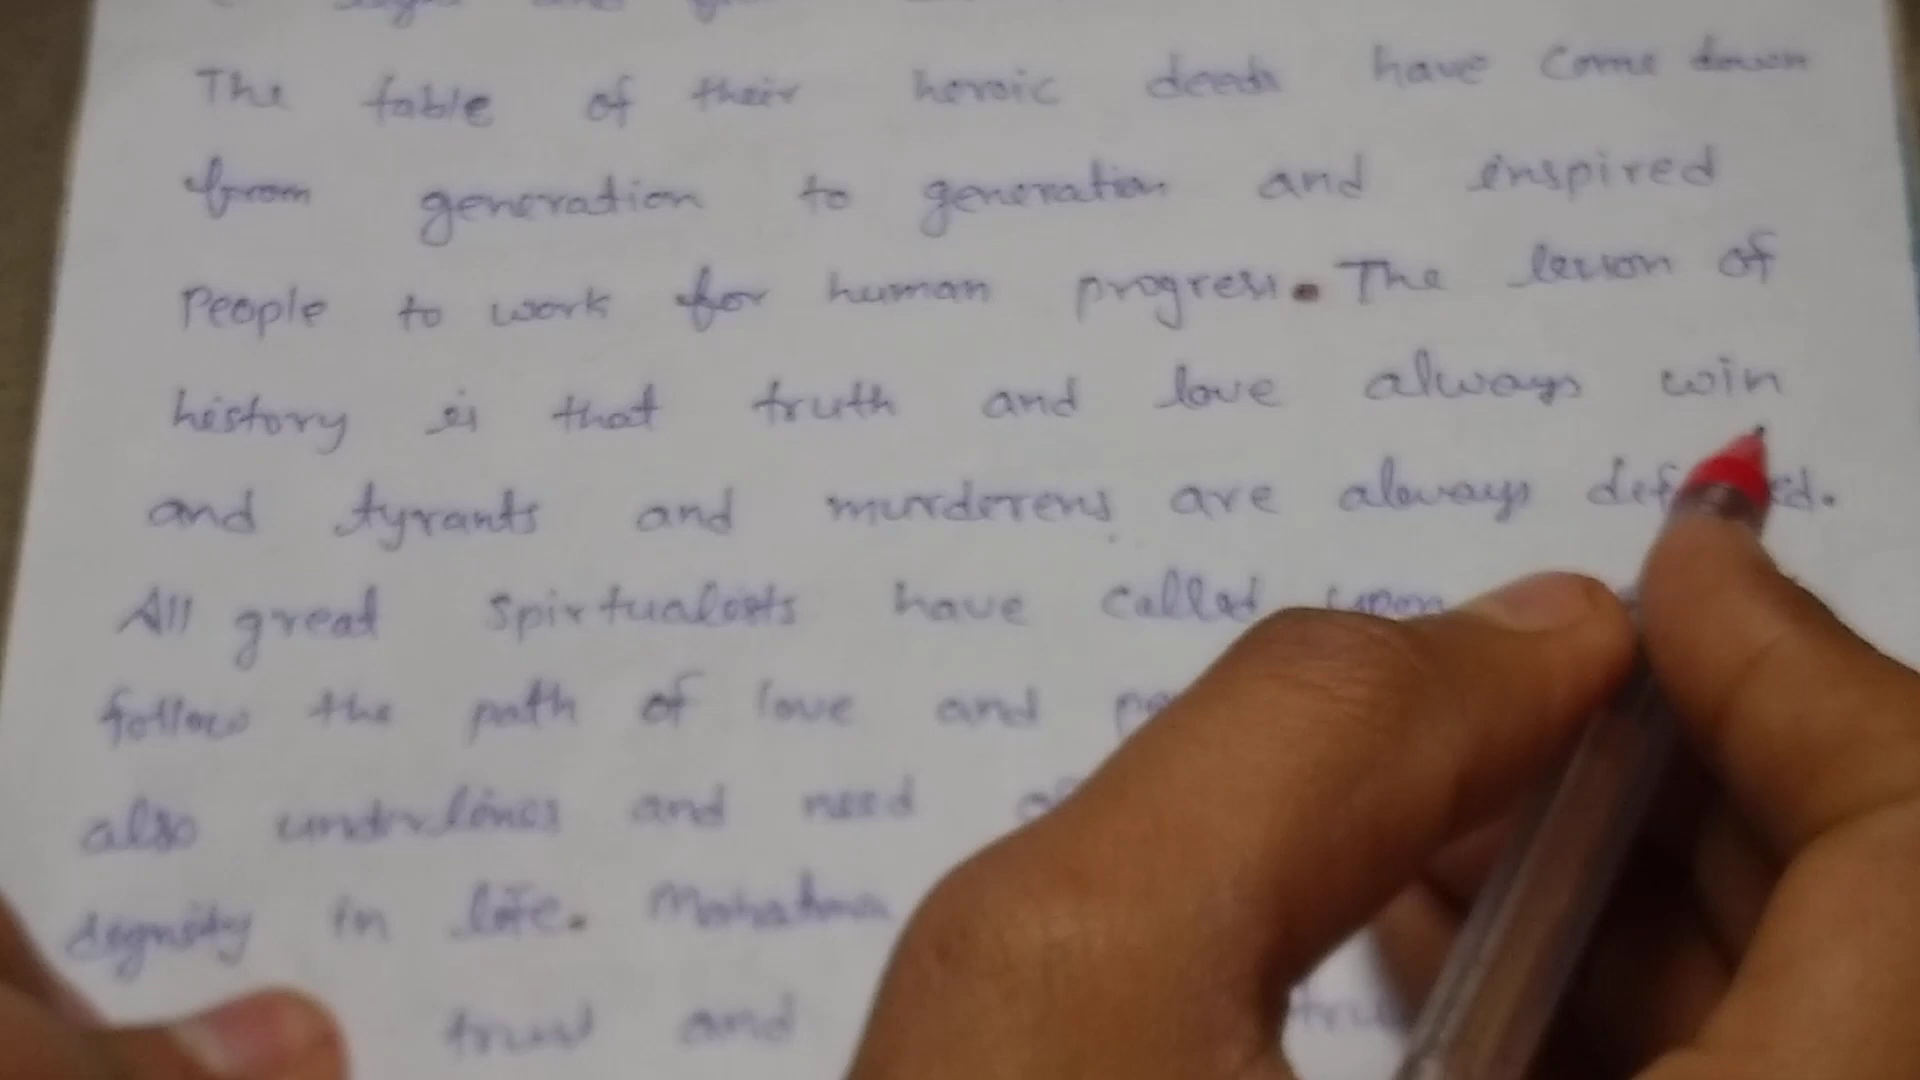 The fable of their heroic deeds have come down
from generation to generation and inspired
People to work for human progress. The lesson of
history is that truth and love always win
and tyrants and murderers are always
All great spirtualists have called upon
follow the path of love and
also underlines and need
dignity in life. Mahatma
trust and